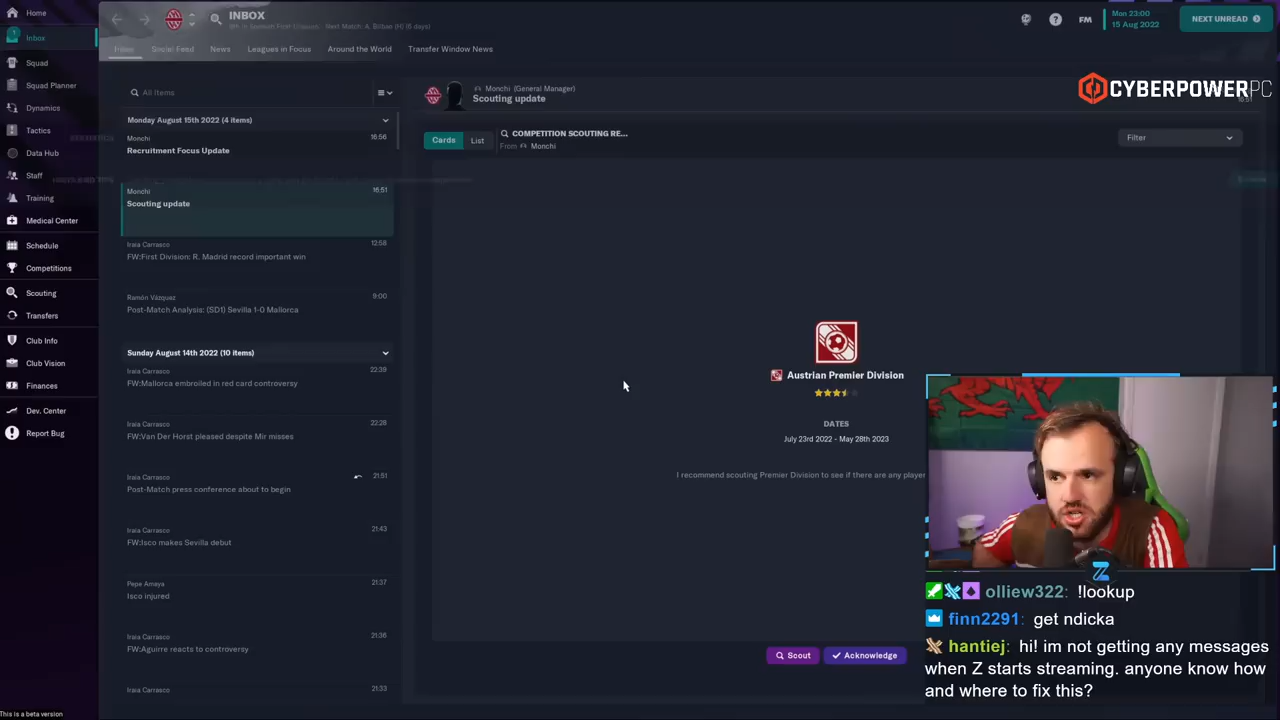 Home
Inbox
Squad
Squad Planner
Dynamics
Tactics
Data Hub
Staff
Training
Medical Center
Schedule
Competitions
Scouting
Transfers
Club Info
Club Vision
Finances
Dev. Center
Report Bug
This is a beta version
INBOX
Inbox
Social Feed
News
Leagues in Focus
Around the World
Transfer Window News
FM
Mon 23:00
15 Aug 2022
NEXT UNREAD
CYBERPOWERPC
All Items
Monday August 15th 2022 (4 items)
Monchi
16:56
Recruitment Focus Update
Monchi
16:51
Scouting update
Iraia Carrasco
12:58
FW:First Division: R. Madrid record important win
Ramón Vázquez
9:00
Post-Match Analysis: (SD1) Sevilla 1-0 Mallorca
Sunday August 14th 2022 (10 items)
Iraia Carrasco
22:39
FW:Mallorca embroiled in red card controversy
Iraia Carrasco
22:28
FW:Van Der Horst pleased despite Mir misses
Iraia Carrasco
21:51
Post-Match press conference about to begin
Iraia Carrasco
21:43
FW:Isco makes Sevilla debut
Pepe Amaya
21:37
Isco injured
Iraia Carrasco
21:36
FW:Aguirre reacts to controversy
Iraia Carrasco
21:33
Monchi (General Manager)
Scouting update
16:51
Cards
List
COMPETITION SCOUTING RE...
From Monchi
Filter
Austrian Premier Division
DATES
July 23rd 2022 - May 28th 2023
I recommend scouting Premier Division to see if there are any player
Scout
Acknowledge
olliew322: !lookup
finn2291: get ndicka
hantiej: hi! im not getting any messages
when Z starts streaming. anyone know how
and where to fix this?